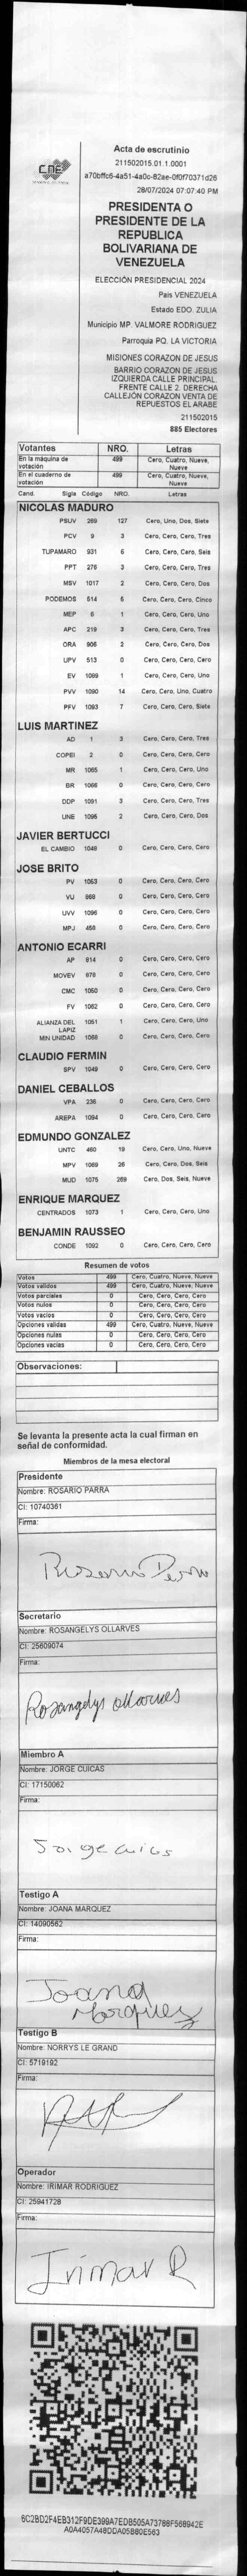 CNE
Acta de escrutinio
211502015.01.1.0001
a70bffc6-4a51-4a0c-82ae-0f0f70371d26
28/07/2024 07:07:40 PM
PRESIDENTA O
PRESIDENTE DE LA
REPUBLICA
BOLIVARIANA DE
VENEZUELA
ELECCIÓN PRESIDENCIAL 2024
Pais VENEZUELA
Estado EDO. ZULIA
Municipio MP. VALMORE RODRIGUEZ
Parroquia PQ. LA VICTORIA
MISIONES CORAZON DE JESUS
BARRIO CORAZON DE JESUS
IZQUIERDA CALLE PRINCIPAL.
FRENTE CALLE 2. DERECHA
CALLEJÓN CORAZON VENTA DE
REPUESTOS EL ARABE
211502015
885 Electores
Votantes NRO. Letras
En la máquina de votación 499 Cero, Cuatro, Nueve, Nueve
En el cuaderno de votación 499 Cero, Cuatro, Nueve, Nueve
Cand. Sigla Código NRO. Letras
NICOLAS MADURO
PSUV 269 127 Cero, Uno, Dos, Siete
PCV 9 3 Cero, Cero, Cero, Tres
TUPAMARO 931 6 Cero, Cero, Cero, Seis
PPT 276 3 Cero, Cero, Cero, Tres
MSV 1017 2 Cero, Cero, Cero, Dos
PODEMOS 514 5 Cero, Cero, Cero, Cinco
MEP 6 1 Cero, Cero, Cero, Uno
APC 219 3 Cero, Cero, Cero, Tres
ORA 906 2 Cero, Cero, Cero, Dos
UPV 513 0 Cero, Cero, Cero, Cero
EV 1089 1 Cero, Cero, Cero, Uno
PVV 1090 14 Cero, Cero, Uno, Cuatro
PFV 1093 7 Cero, Cero, Cero, Siete
LUIS MARTINEZ
AD 1 3 Cero, Cero, Cero, Tres
COPEI 2 0 Cero, Cero, Cero, Cero
MR 1065 1 Cero, Cero, Cero, Uno
BR 1066 0 Cero, Cero, Cero, Cero
DDP 1091 3 Cero, Cero, Cero, Tres
UNE 1095 2 Cero, Cero, Cero, Dos
JAVIER BERTUCCI
EL CAMBIO 1048 0 Cero, Cero, Cero, Cero
JOSE BRITO
PV 1053 0 Cero, Cero, Cero, Cero
VU 868 0 Cero, Cero, Cero, Cero
UVV 1096 0 Cero, Cero, Cero, Cero
MPJ 458 0 Cero, Cero, Cero, Cero
ANTONIO ECARRI
AP 814 0 Cero, Cero, Cero, Cero
MOVEV 878 0 Cero, Cero, Cero, Cero
CMC 1050 0 Cero, Cero, Cero, Cero
FV 1062 0 Cero, Cero, Cero, Cero
ALIANZA DEL LAPIZ 1051 1 Cero, Cero, Cero, Uno
MIN UNIDAD 1088 0 Cero, Cero, Cero, Cero
CLAUDIO FERMIN
SPV 1049 0 Cero, Cero, Cero, Cero
DANIEL CEBALLOS
VPA 236 0 Cero, Cero, Cero, Cero
AREPA 1094 0 Cero, Cero, Cero, Cero
EDMUNDO GONZALEZ
UNTC 460 19 Cero, Cero, Uno, Nueve
MPV 1069 26 Cero, Cero, Dos, Seis
MUD 1075 269 Cero, Dos, Seis, Nueve
ENRIQUE MARQUEZ
CENTRADOS 1073 1 Cero, Cero, Cero, Uno
BENJAMIN RAUSSEO
CONDE 1092 0 Cero, Cero, Cero, Cero
Resumen de votos
Votos 499 Cero, Cuatro, Nueve, Nueve
Votos validos 499 Cero, Cuatro, Nueve, Nueve
Votos parciales 0 Cero, Cero, Cero, Cero
Votos nulos 0 Cero, Cero, Cero, Cero
Votos vacios 0 Cero, Cero, Cero, Cero
Opciones validas 499 Cero, Cuatro, Nueve, Nueve
Opciones nulas 0 Cero, Cero, Cero, Cero
Opciones vacias 0 Cero, Cero, Cero, Cero
Observaciones:
Se levanta la presente acta la cual firman en
señal de conformidad.
Miembros de la mesa electoral
Presidente
Nombre: ROSARIO PARRA
CI: 10740361
Firma:
Secretario
Nombre: ROSANGELYS OLLARVES
CI: 25609074
Firma:
Rosangelys ollarves
Miembro A
Nombre: JORGE CUICAS
CI: 17150062
Firma:
Jorge cuicas
Testigo A
Nombre: JOANA MARQUEZ
CI: 14090562
Firma:
Joana
Marquez
Testigo B
Nombre: NORRYS LE GRAND
CI: 5719192
Firma:
Operador
Nombre: IRIMAR RODRIGUEZ
CI: 25941728
Firma:
Irimar R
6C2BD2F4EB312F9DE399A7EDB505A73788F568942E
A0A4057A48DDA05B80E563